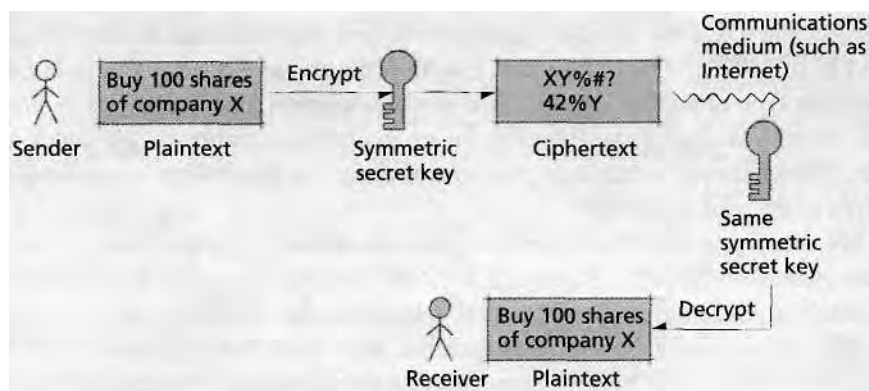 Communications
medium (such as
Internet)
Buy 100 shares
of company X
Encrypt
XY%#?
42%Y
Sender
Plaintext
Symmetric
secret key
Ciphertext
Same
symmetric
secret key
Decrypt
Buy 100 shares
of company X
Receiver
Plaintext